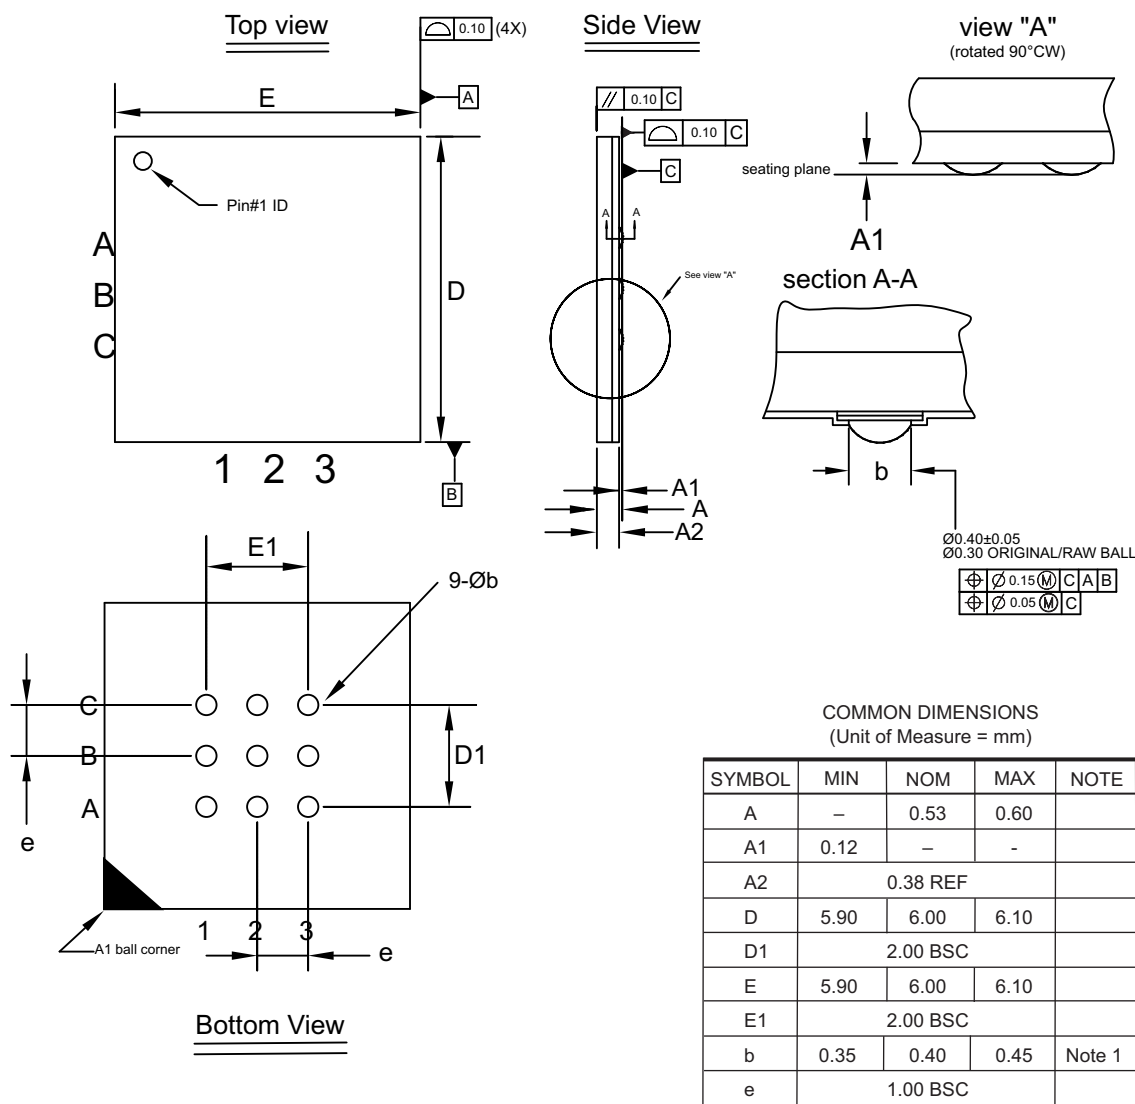 Top view
0.10 (4X)
E
A
Pin#1 ID
A
B
C
D
1 2 3
B
Side View
// 0.10 C
0.10 C
C
A A
See view "A"
A1
A
A2
view "A"
(rotated 90°CW)
seating plane
A1
section A-A
b
Ø0.40±0.05
Ø0.30 ORIGINAL/RAW BALL
⌖ Ø 0.15 Ⓜ C A B
⌖ Ø 0.05 Ⓜ C
E1
9-Øb
C
B
A
D1
e
1 2 3
A1 ball corner
e
Bottom View
COMMON DIMENSIONS
(Unit of Measure = mm)
SYMBOL MIN NOM MAX NOTE
A – 0.53 0.60
A1 0.12 – -
A2 0.38 REF
D 5.90 6.00 6.10
D1 2.00 BSC
E 5.90 6.00 6.10
E1 2.00 BSC
b 0.35 0.40 0.45 Note 1
e 1.00 BSC